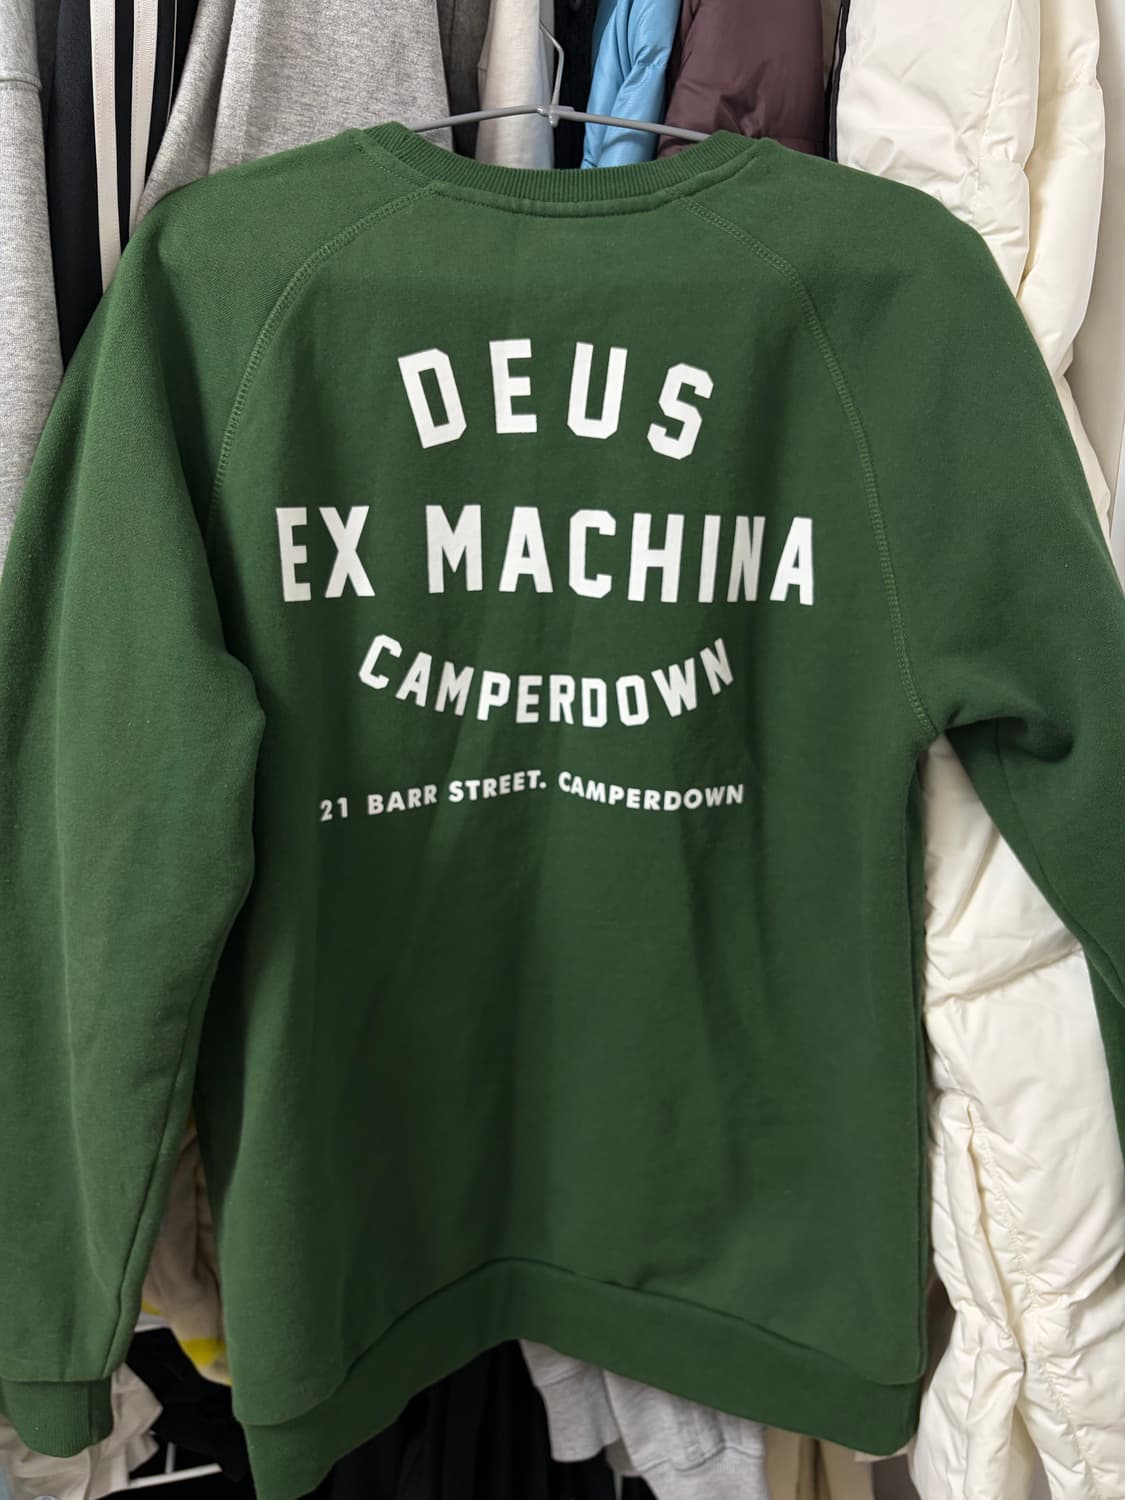 DEUS
EX MACHINA
CAMPERDOWN
21 BARR STREET. CAMPERDOWN